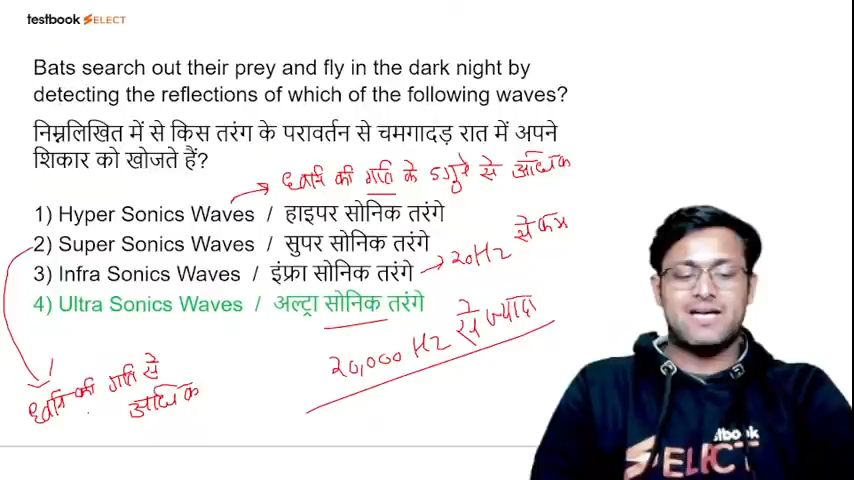 testbook SELECT
Bats search out their prey and fly in the dark night by
detecting the reflections of which of the following waves?
निम्नलिखित में से किस तरंग के परावर्तन से चमगादड़ रात में अपने
शिकार को खोजते हैं?
ध्वनि की गति के 5 गुने से अधिक
1) Hyper Sonics Waves / हाइपर सोनिक तरंगे
2) Super Sonics Waves / सुपर सोनिक तरंगे
3) Infra Sonics Waves / इंफ्रा सोनिक तरंगे
20Hz से कम
4) Ultra Sonics Waves / अल्ट्रा सोनिक तरंगे
20,000 Hz से ज्यादा
ध्वनि की गति से
अधिक
testbook
SELECT